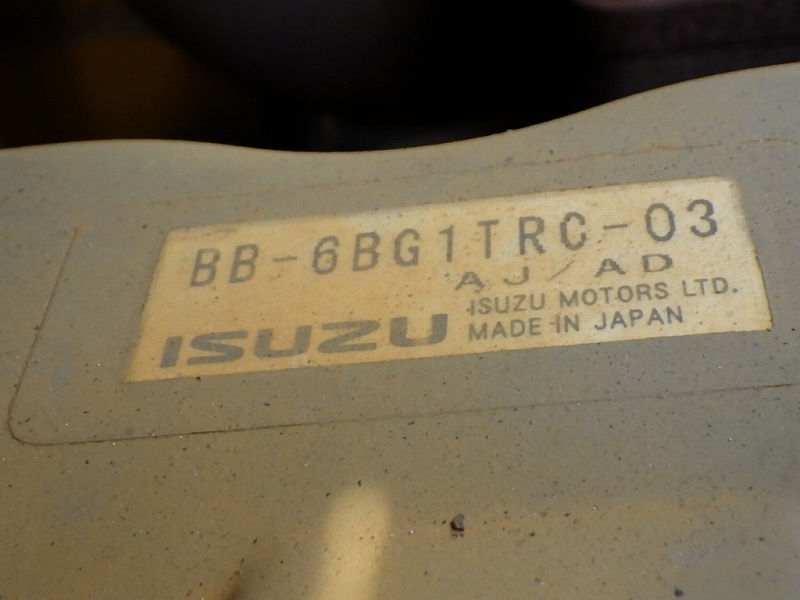 BB-6BG1TRC-03
AJ/AD
ISUZU
ISUZU MOTORS LTD.
MADE IN JAPAN